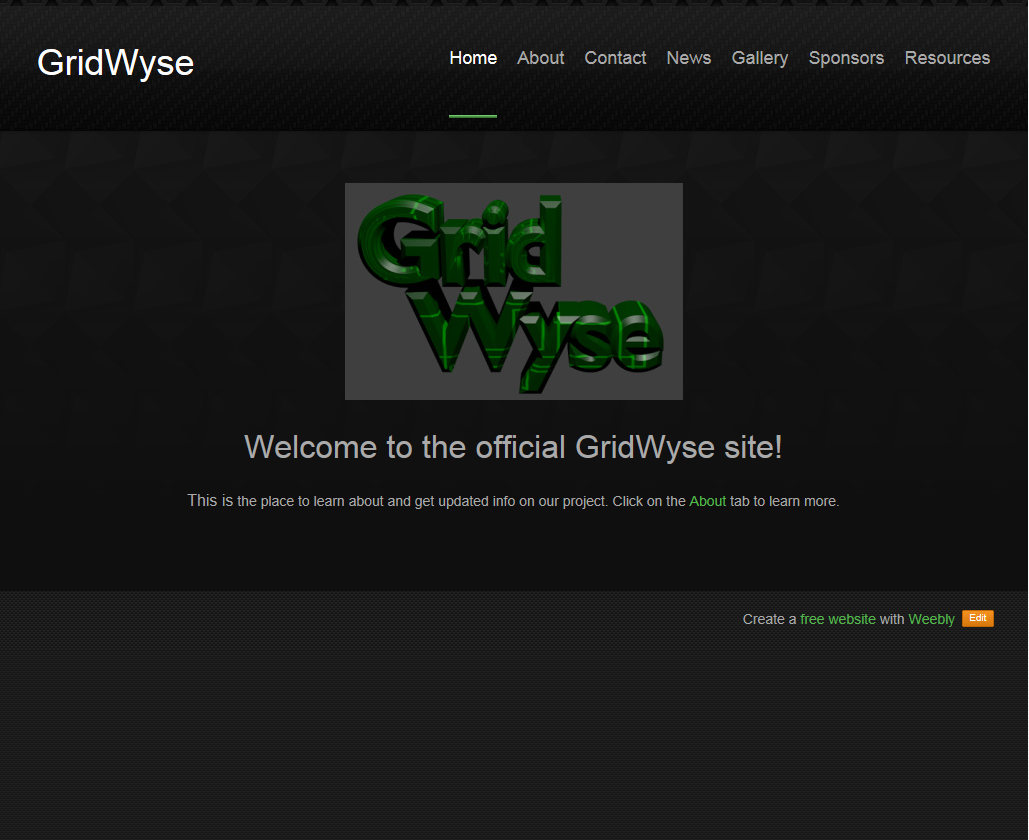 GridWyse
Home About Contact News Gallery Sponsors Resources
Grid
Wyse
Welcome to the official GridWyse site!
This is the place to learn about and get updated info on our project. Click on the About tab to learn more.
Create a free website with Weebly Edit